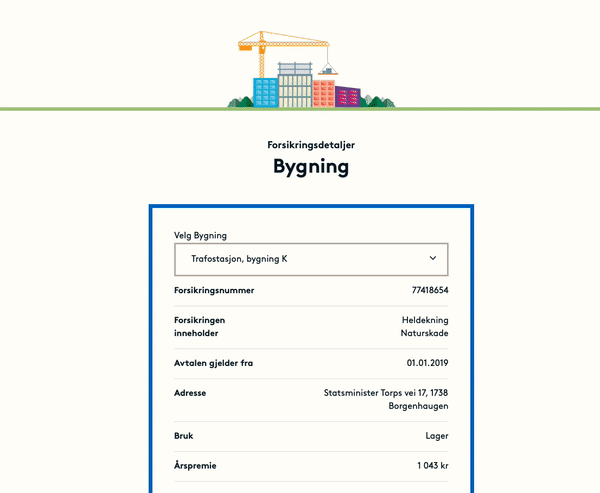 Forsikringsdetaljer
Bygning
Velg Bygning
Trafostasjon, bygning K
Forsikringsnummer 77418654
Forsikringen Heldekning
inneholder Naturskade
Avtalen gjelder fra 01.01.2019
Adresse Statsminister Torps vei 17, 1738
Borgenhaugen
Bruk Lager
Årspremie 1 043 kr